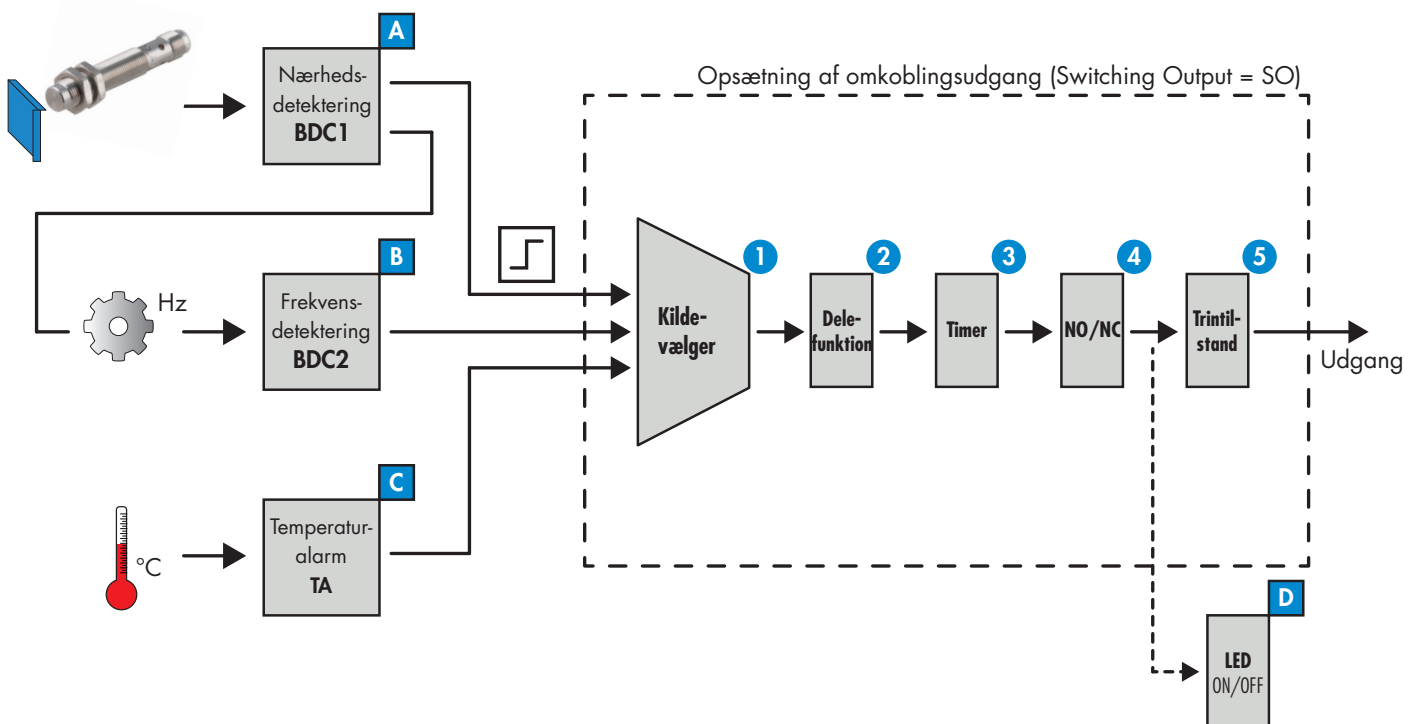 A
Nærheds-
detektering
BDC1
Opsætning af omkoblingsudgang (Switching Output = SO)
B
Hz
Frekvens-
detektering
BDC2
1
Kilde-
vælger
2
Dele-
funktion
3
Timer
4
NO/NC
5
Trintil-
stand
Udgang
C
°C
Temperatur-
alarm
TA
D
LED
ON/OFF